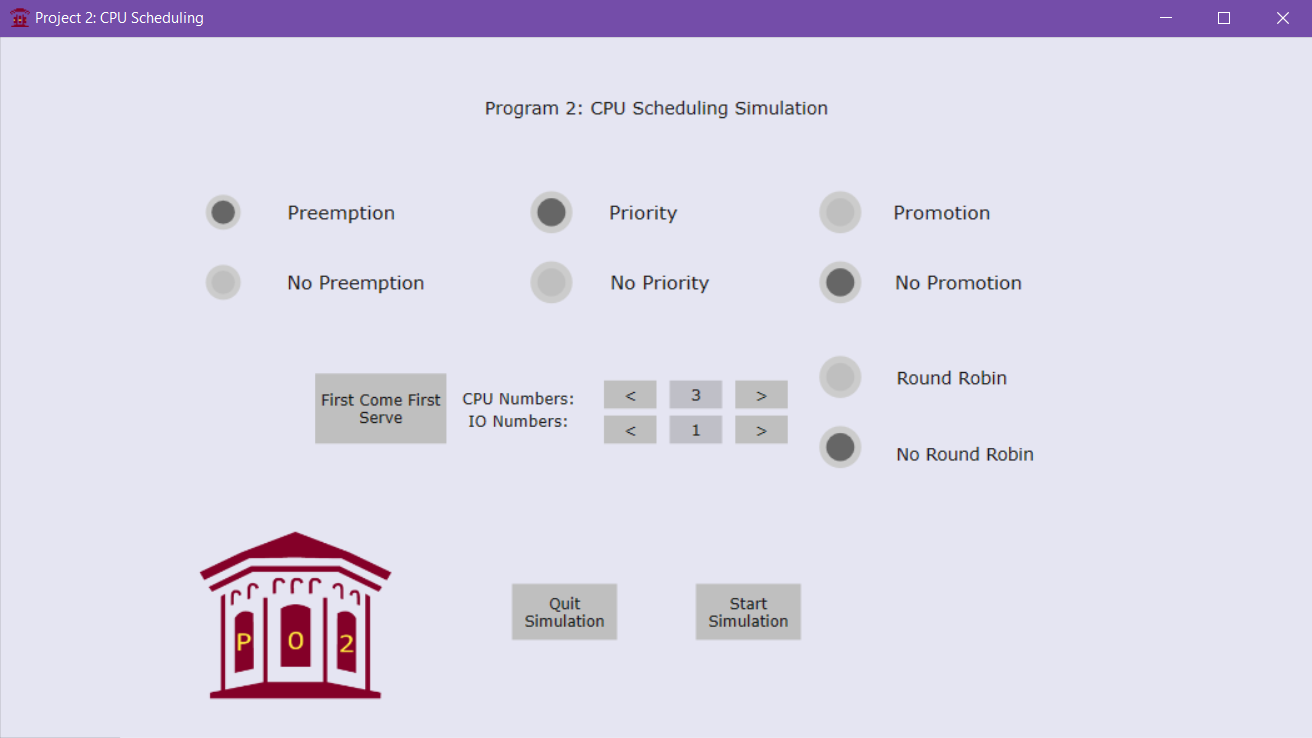 Project 2: CPU Scheduling
Program 2: CPU Scheduling Simulation
Preemption
Priority
Promotion
No Preemption
No Priority
No Promotion
First Come First
Serve
CPU Numbers:
< 3 >
IO Numbers:
< 1 >
Round Robin
No Round Robin
P 0 2
Quit
Simulation
Start
Simulation